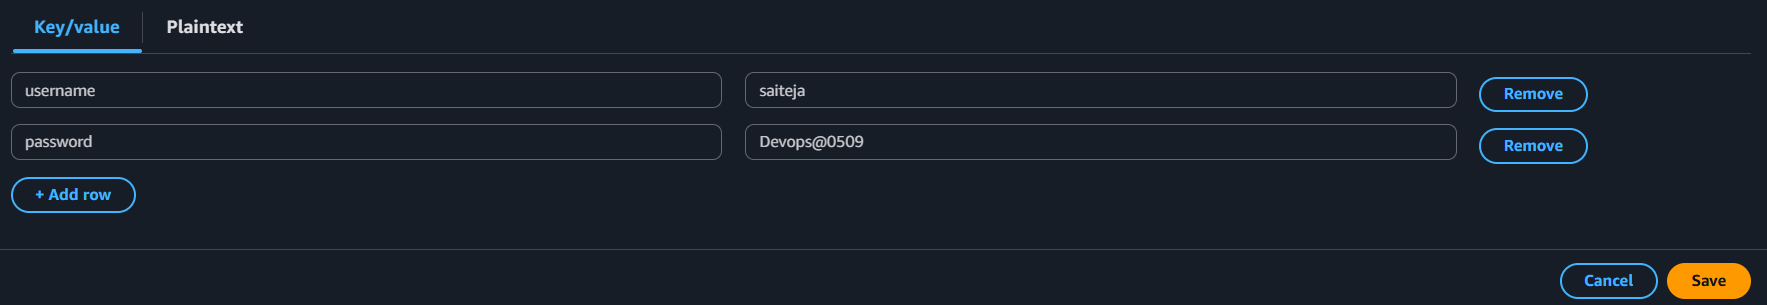 Key/value Plaintext
username saiteja Remove
password Devops@0509 Remove
+ Add row
Cancel Save